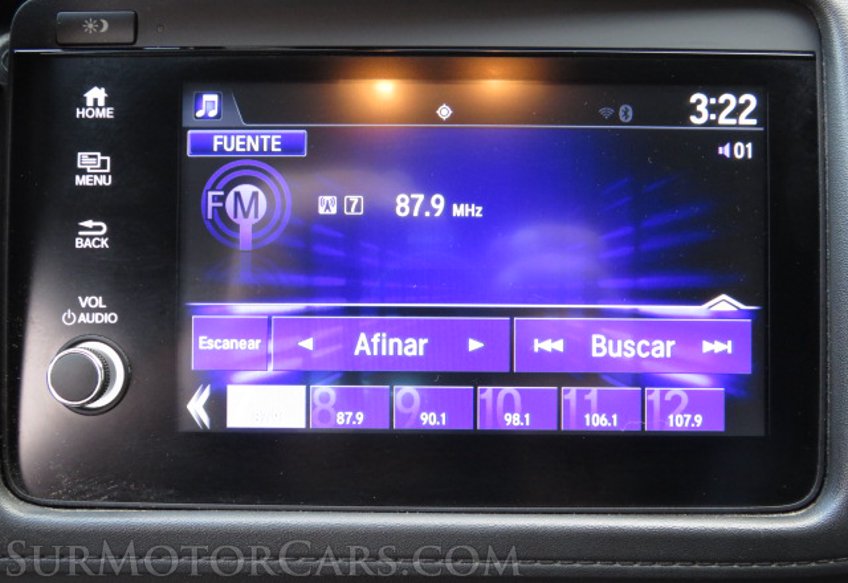 HOME
MENU
BACK
VOL
AUDIO
3:22
FUENTE
01
FM
7 87.9 MHz
Escanear Afinar Buscar
8 9 10 11 12
87.9 90.1 98.1 106.1 107.9
SurMotorCars.com